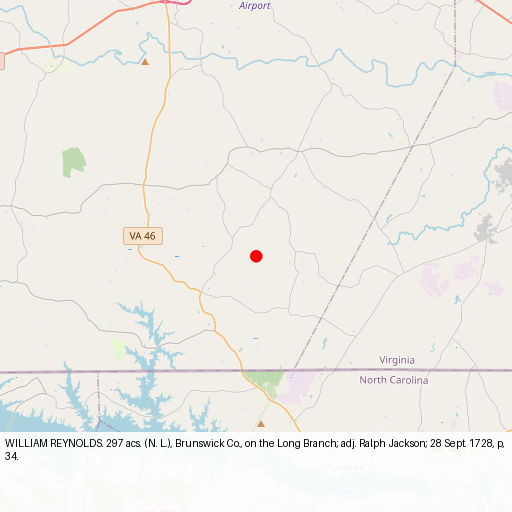 Airport
VA 46
Virginia
North Carolina
WILLIAM REYNOLDS. 297 acs. (N. L.), Brunswick Co., on the Long Branch; adj. Ralph Jackson; 28 Sept. 1728, p,
34.